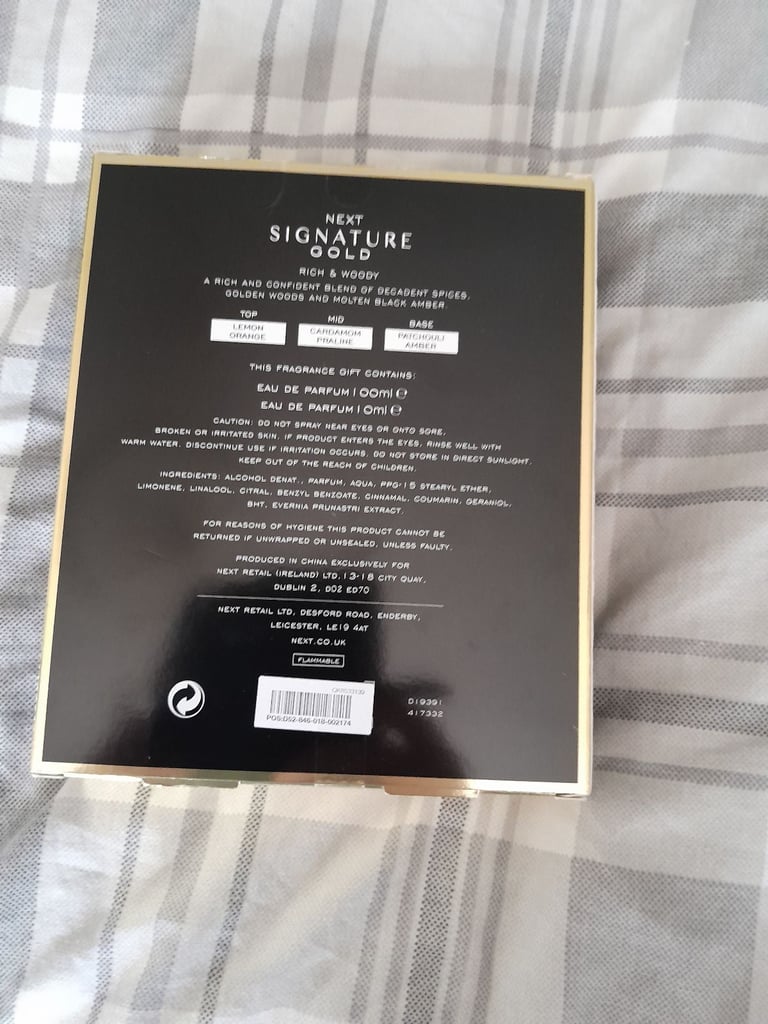 NEXT
SIGNATURE
GOLD
RICH & WOODY
A RICH AND CONFIDENT BLEND OF DECADENT SPICES,
GOLDEN WOODS AND MOLTEN BLACK AMBER.
TOP MID BASE
LEMON CARDAMOM PATCHOULI
ORANGE PRALINE AMBER
THIS FRAGRANCE GIFT CONTAINS:
EAU DE PARFUM 100ml ℮
EAU DE PARFUM 10ml ℮
CAUTION: DO NOT SPRAY NEAR EYES OR ONTO SORE,
BROKEN OR IRRITATED SKIN. IF PRODUCT ENTERS THE EYES, RINSE WELL WITH
WARM WATER. DISCONTINUE USE IF IRRITATION OCCURS. DO NOT STORE IN DIRECT SUNLIGHT.
KEEP OUT OF THE REACH OF CHILDREN.
INGREDIENTS: ALCOHOL DENAT., PARFUM, AQUA, PPG-15 STEARYL ETHER,
LIMONENE, LINALOOL, CITRAL, BENZYL BENZOATE, CINNAMAL, COUMARIN, GERANIOL,
BHT, EVERNIA PRUNASTRI EXTRACT.
FOR REASONS OF HYGIENE THIS PRODUCT CANNOT BE
RETURNED IF UNWRAPPED OR UNSEALED, UNLESS FAULTY.
PRODUCED IN CHINA EXCLUSIVELY FOR
NEXT RETAIL (IRELAND) LTD, 13-18 CITY QUAY,
DUBLIN 2, D02 ED70
NEXT RETAIL LTD, DESFORD ROAD, ENDERBY,
LEICESTER, LE19 4AT
NEXT.CO.UK
FLAMMABLE
D19391
417332
POS:D52-846-018-002174